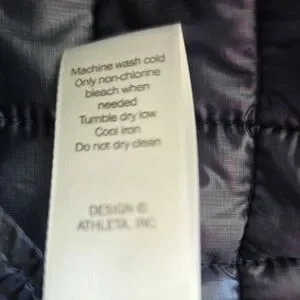 Machine wash cold
Only non-chlorine
bleach when
needed
Tumble dry low
Cool iron
Do not dry clean
DESIGN ©
ATHLETA, INC.